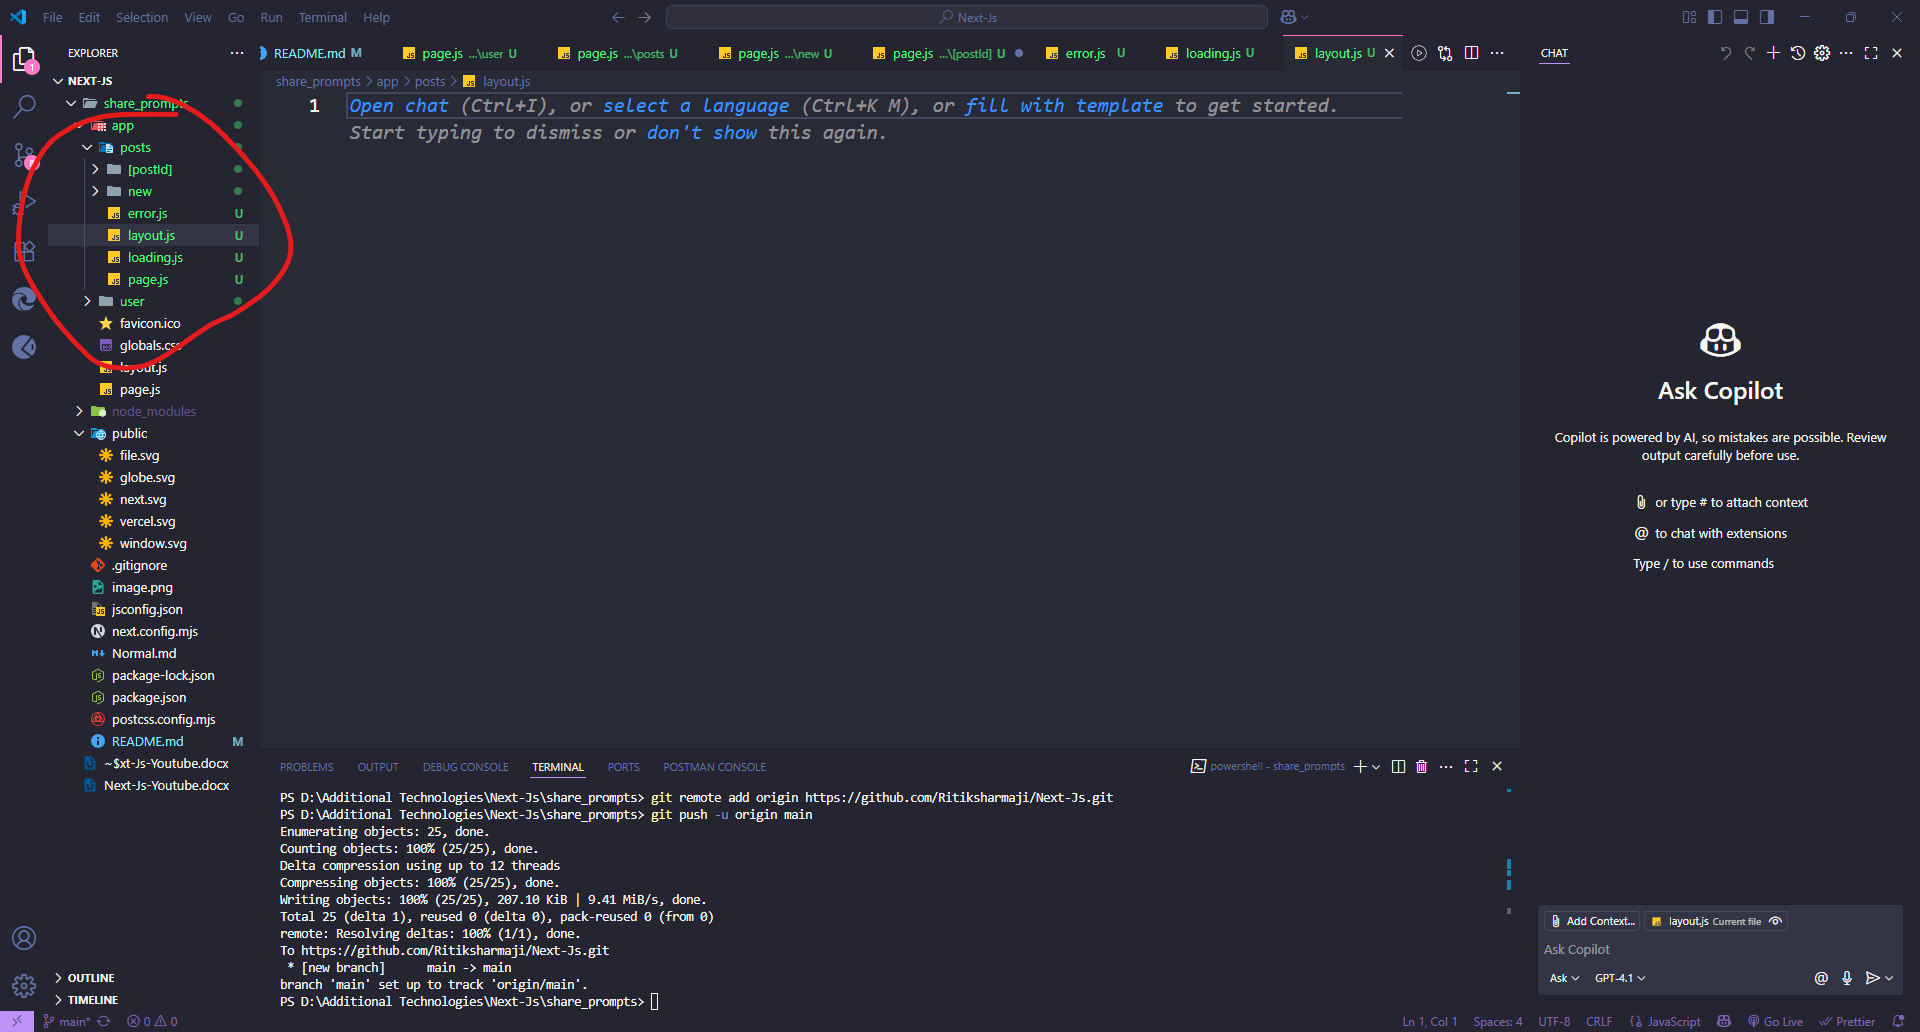 File Edit Selection View Go Run Terminal Help
Next-Js
EXPLORER
NEXT-JS
share_prompts
app
posts
[postId]
new
error.js U
layout.js U
loading.js U
page.js U
user
favicon.ico
globals.css
layout.js
page.js
node_modules
public
file.svg
globe.svg
next.svg
vercel.svg
window.svg
.gitignore
image.png
jsconfig.json
next.config.mjs
Normal.md
package-lock.json
package.json
postcss.config.mjs
README.md M
~$xt-Js-Youtube.docx
Next-Js-Youtube.docx
OUTLINE
TIMELINE
README.md M page.js ...\user U page.js ...\posts U page.js ...\new U page.js ...\[postId] U error.js U loading.js U layout.js U
share_prompts > app > posts > layout.js
1 Open chat (Ctrl+I), or select a language (Ctrl+K M), or fill with template to get started.
Start typing to dismiss or don't show this again.
PROBLEMS OUTPUT DEBUG CONSOLE TERMINAL PORTS POSTMAN CONSOLE
powershell - share_prompts
PS D:\Additional Technologies\Next-Js\share_prompts> git remote add origin https://github.com/Ritiksharmaji/Next-Js.git
PS D:\Additional Technologies\Next-Js\share_prompts> git push -u origin main
Enumerating objects: 25, done.
Counting objects: 100% (25/25), done.
Delta compression using up to 12 threads
Compressing objects: 100% (25/25), done.
Writing objects: 100% (25/25), 207.10 KiB | 9.41 MiB/s, done.
Total 25 (delta 1), reused 0 (delta 0), pack-reused 0 (from 0)
remote: Resolving deltas: 100% (1/1), done.
To https://github.com/Ritiksharmaji/Next-Js.git
* [new branch] main -> main
branch 'main' set up to track 'origin/main'.
PS D:\Additional Technologies\Next-Js\share_prompts>
CHAT
Ask Copilot
Copilot is powered by AI, so mistakes are possible. Review
output carefully before use.
or type # to attach context
@ to chat with extensions
Type / to use commands
Add Context... layout.js Current file
Ask Copilot
Ask GPT-4.1
main* 0 0
Ln 1, Col 1 Spaces: 4 UTF-8 CRLF {} JavaScript Go Live Prettier